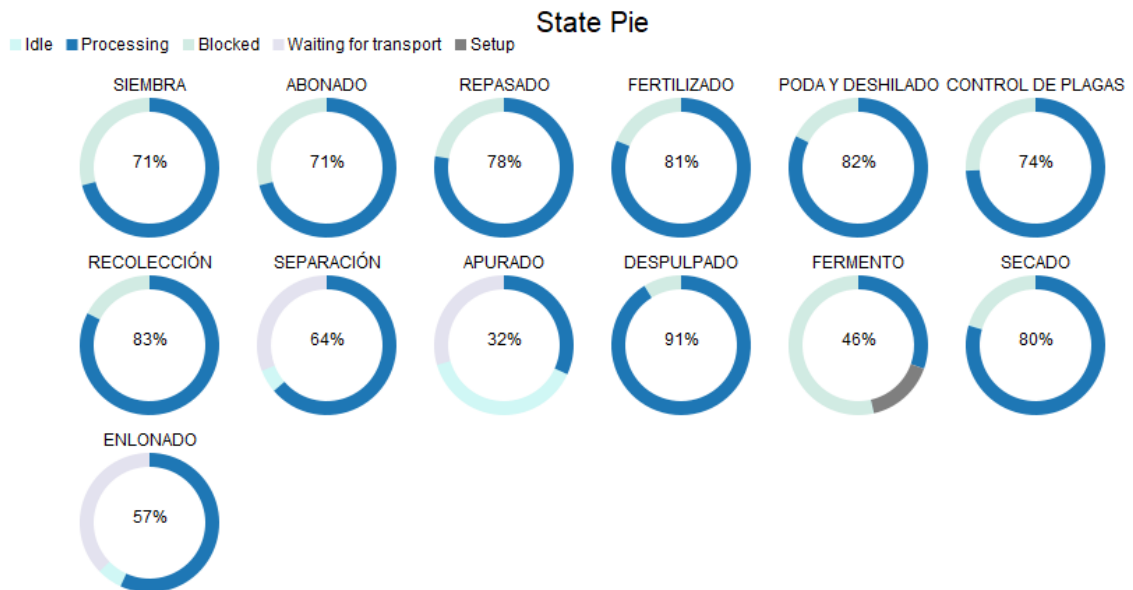 State Pie
Idle Processing Blocked Waiting for transport Setup
SIEMBRA ABONADO REPASADO FERTILIZADO PODA Y DESHILADO CONTROL DE PLAGAS
71% 71% 78% 81% 82% 74%
RECOLECCIÓN SEPARACIÓN APURADO DESPULPADO FERMENTO SECADO
83% 64% 32% 91% 46% 80%
ENLONADO
57%